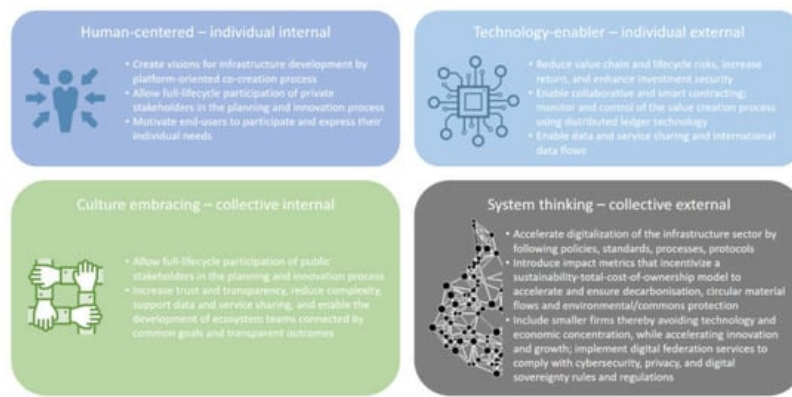 Human-centered – individual internal
• Create visions for infrastructure development by
platform-oriented co-creation process
• Allow full-lifecycle participation of private
stakeholders in the planning and innovation process
• Motivate end-users to participate and express their
individual needs
Technology-enabler – individual external
• Reduce value chain and lifecycle risks, increase
return, and enhance investment security
• Enable collaborative and smart contracting;
monitor and control of the value creation process
using distributed ledger technology
• Enable data and service sharing and international
data flows
Culture embracing – collective internal
• Allow full-lifecycle participation of public
stakeholders in the planning and innovation process
• Increase trust and transparency, reduce complexity,
support data and service sharing, and enable the
development of ecosystem teams connected by
common goals and transparent outcomes
System thinking – collective external
• Accelerate digitalization of the infrastructure sector by
following policies, standards, processes, protocols
• Introduce impact metrics that incentivize a
sustainability-total-cost-of-ownership model to
accelerate and ensure decarbonisation, circular material
flows and environmental/commons protection
• Include smaller firms thereby avoiding technology and
economic concentration, while accelerating innovation
and growth; implement digital federation services to
comply with cybersecurity, privacy, and digital
sovereignty rules and regulations